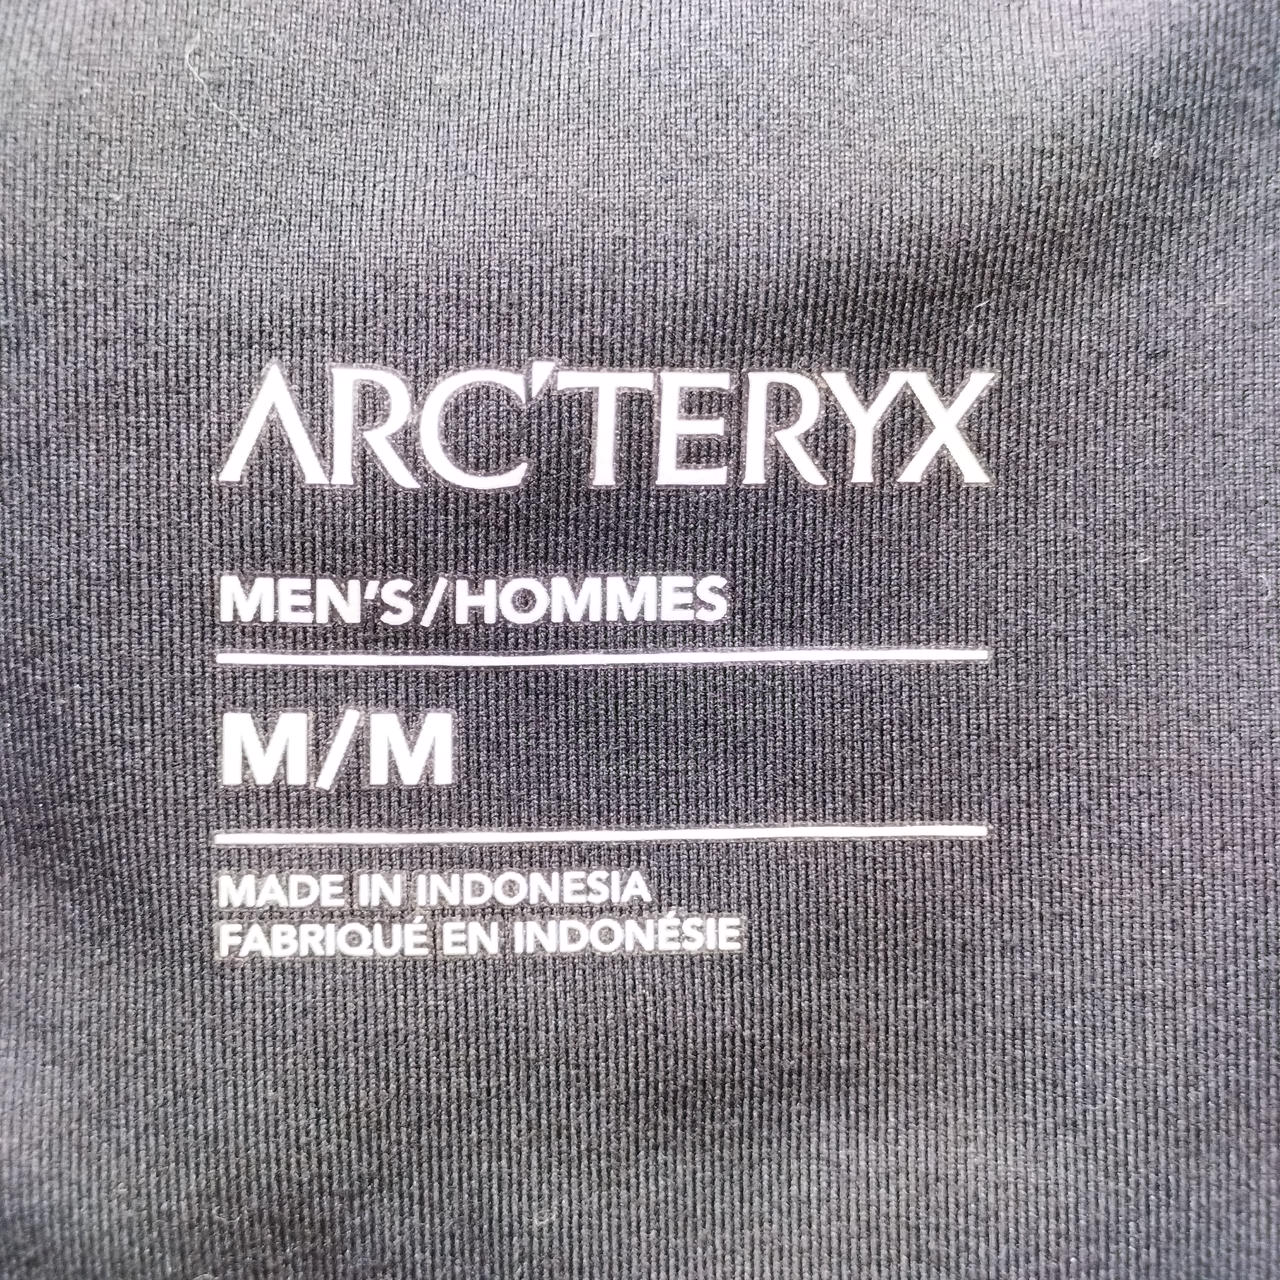 ARC'TERYX
MEN'S/HOMMES
M/M
MADE IN INDONESIA
FABRIQUÉ EN INDONÉSIE